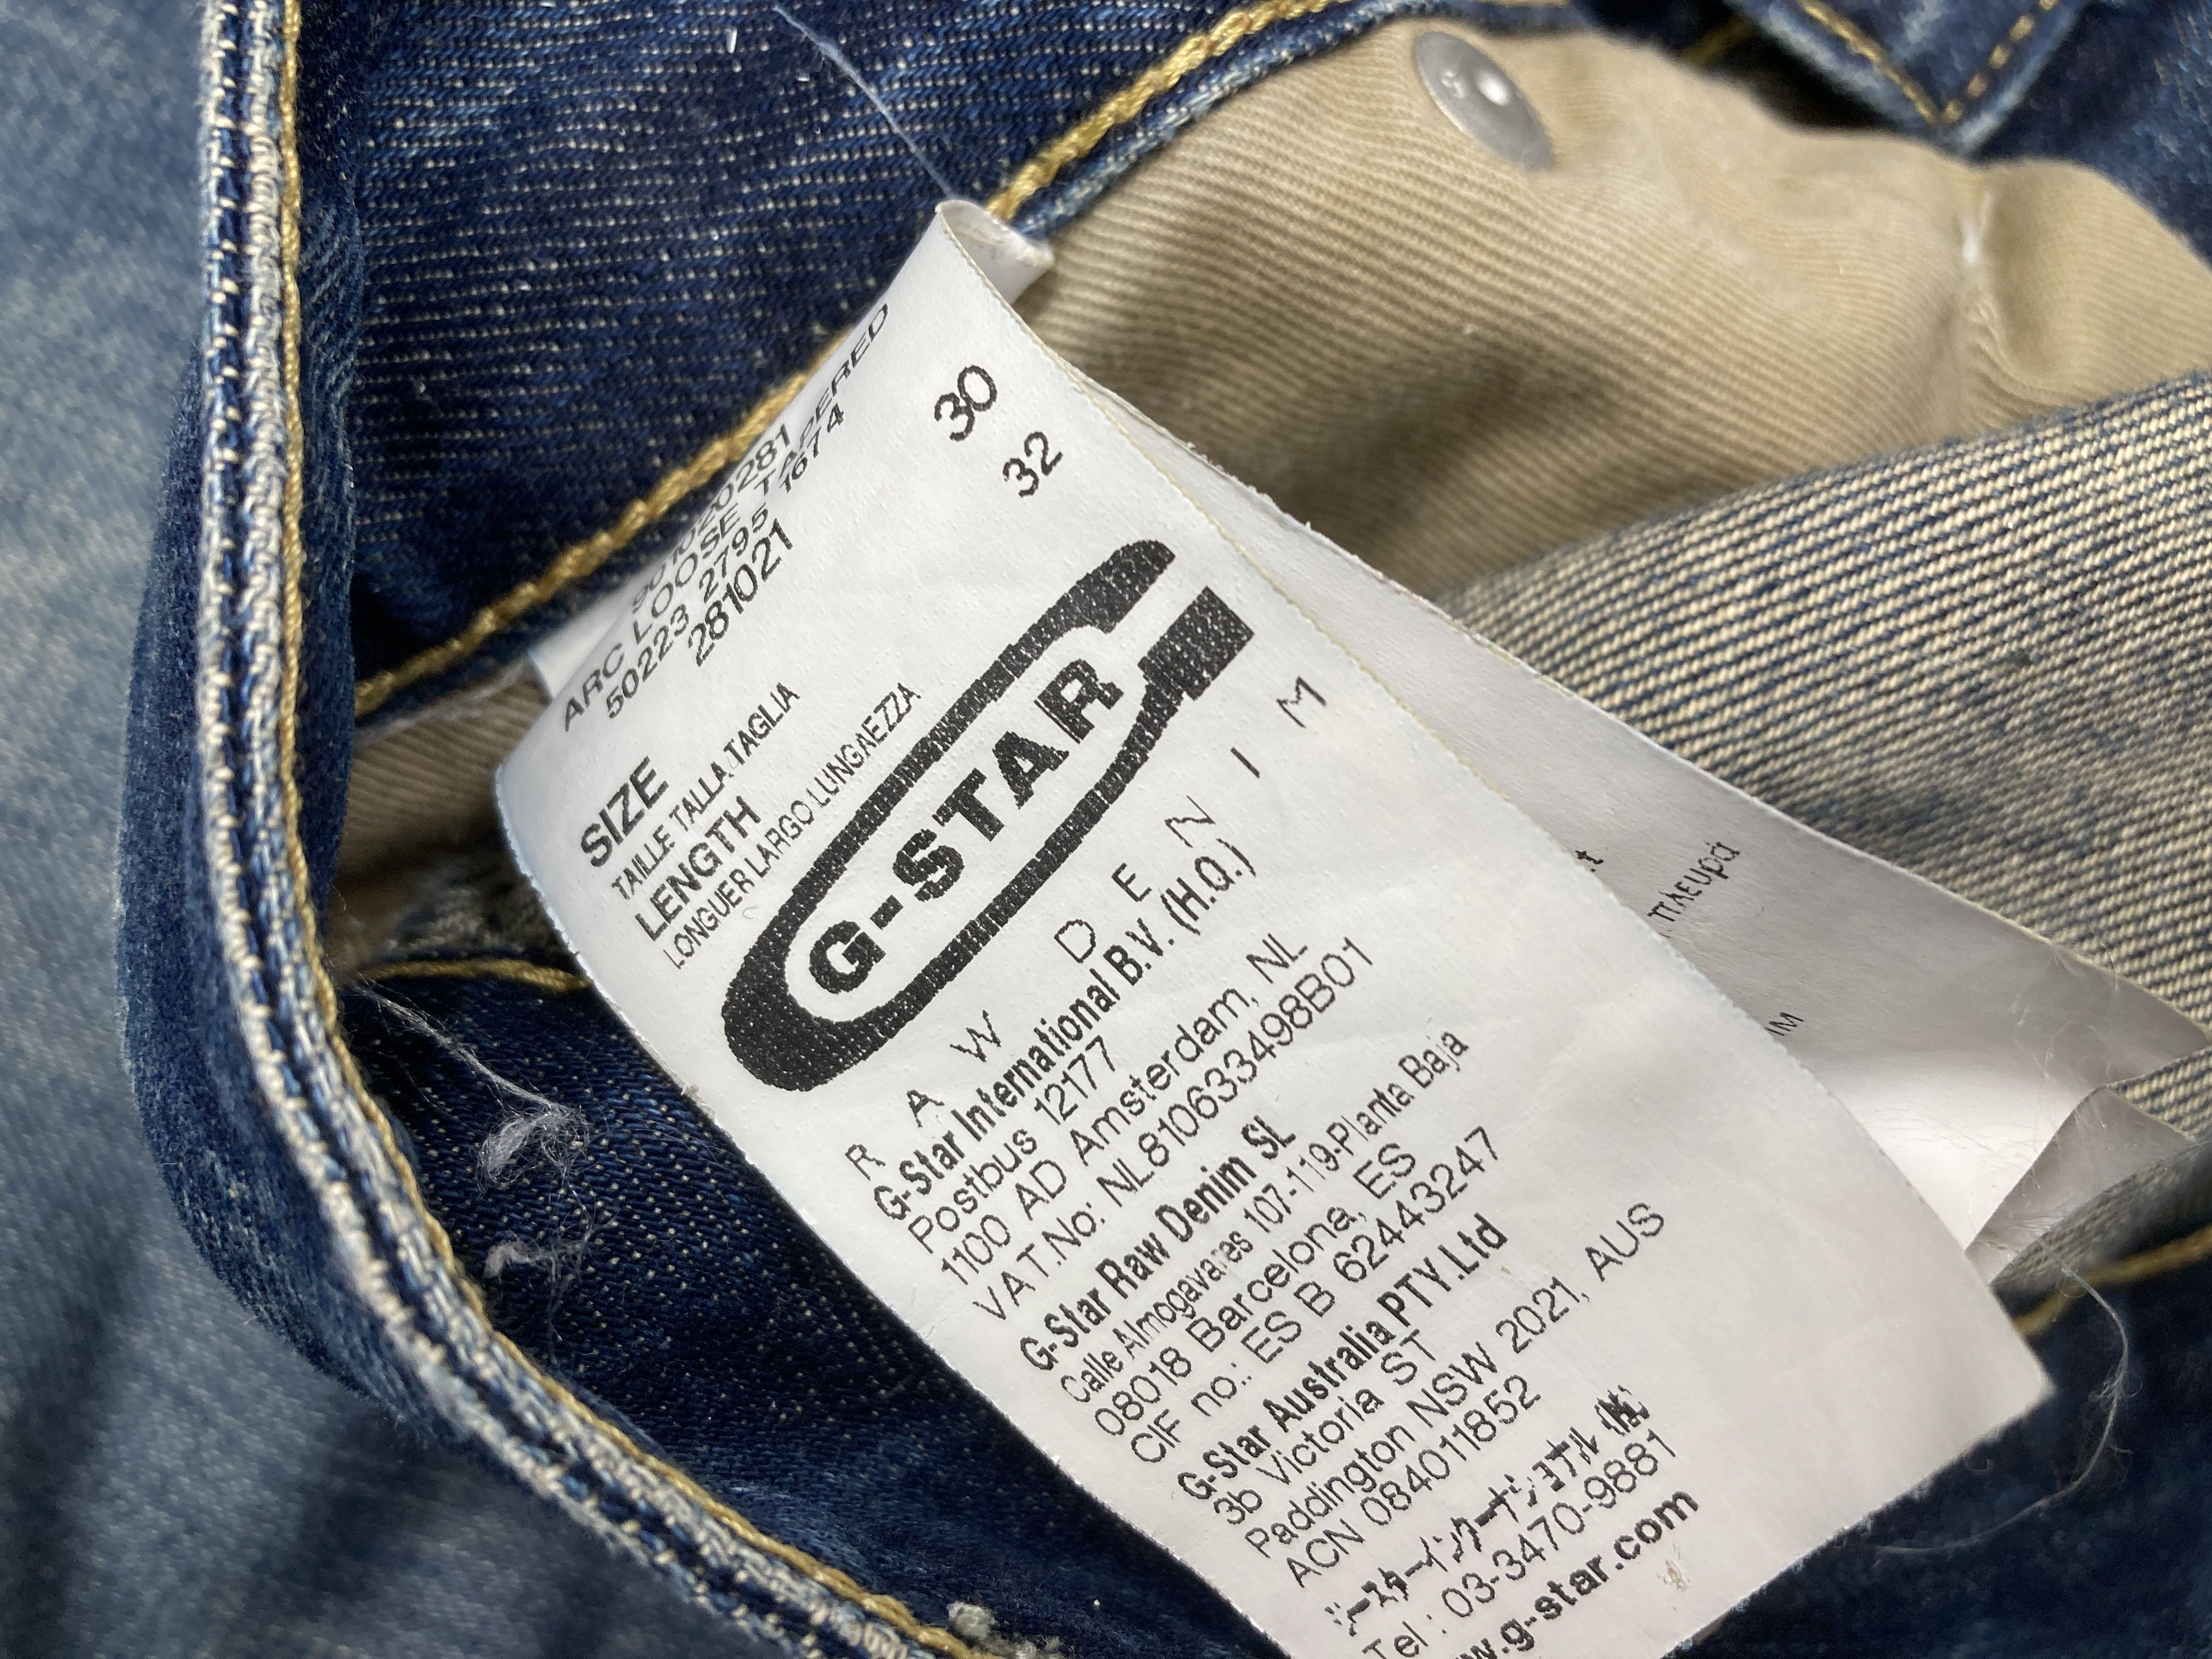 ARC LOOSE TAPERED
50223 2795 1674
281021
SIZE 30
TAILLE TALLA TAGLIA
LENGTH 32
LONGUER LARGO LUNGAEZZA
G-STAR
RAW DENIM
G-Star International B.V. (H.Q.)
Postbus 12177
1100 AD Amsterdam, NL
VAT.No: NL810633498B01
G-Star Raw Denim SL
Calle Almogavares 107-119-Planta Baja
08018 Barcelona, ES
CIF no.: ES B 62443247
G-Star Australia PTY.Ltd
3b Victoria ST
Paddington NSW 2021, AUS
ACN 084011852
Tel : 03-3470-9881
w.g-star.com
πλευρά